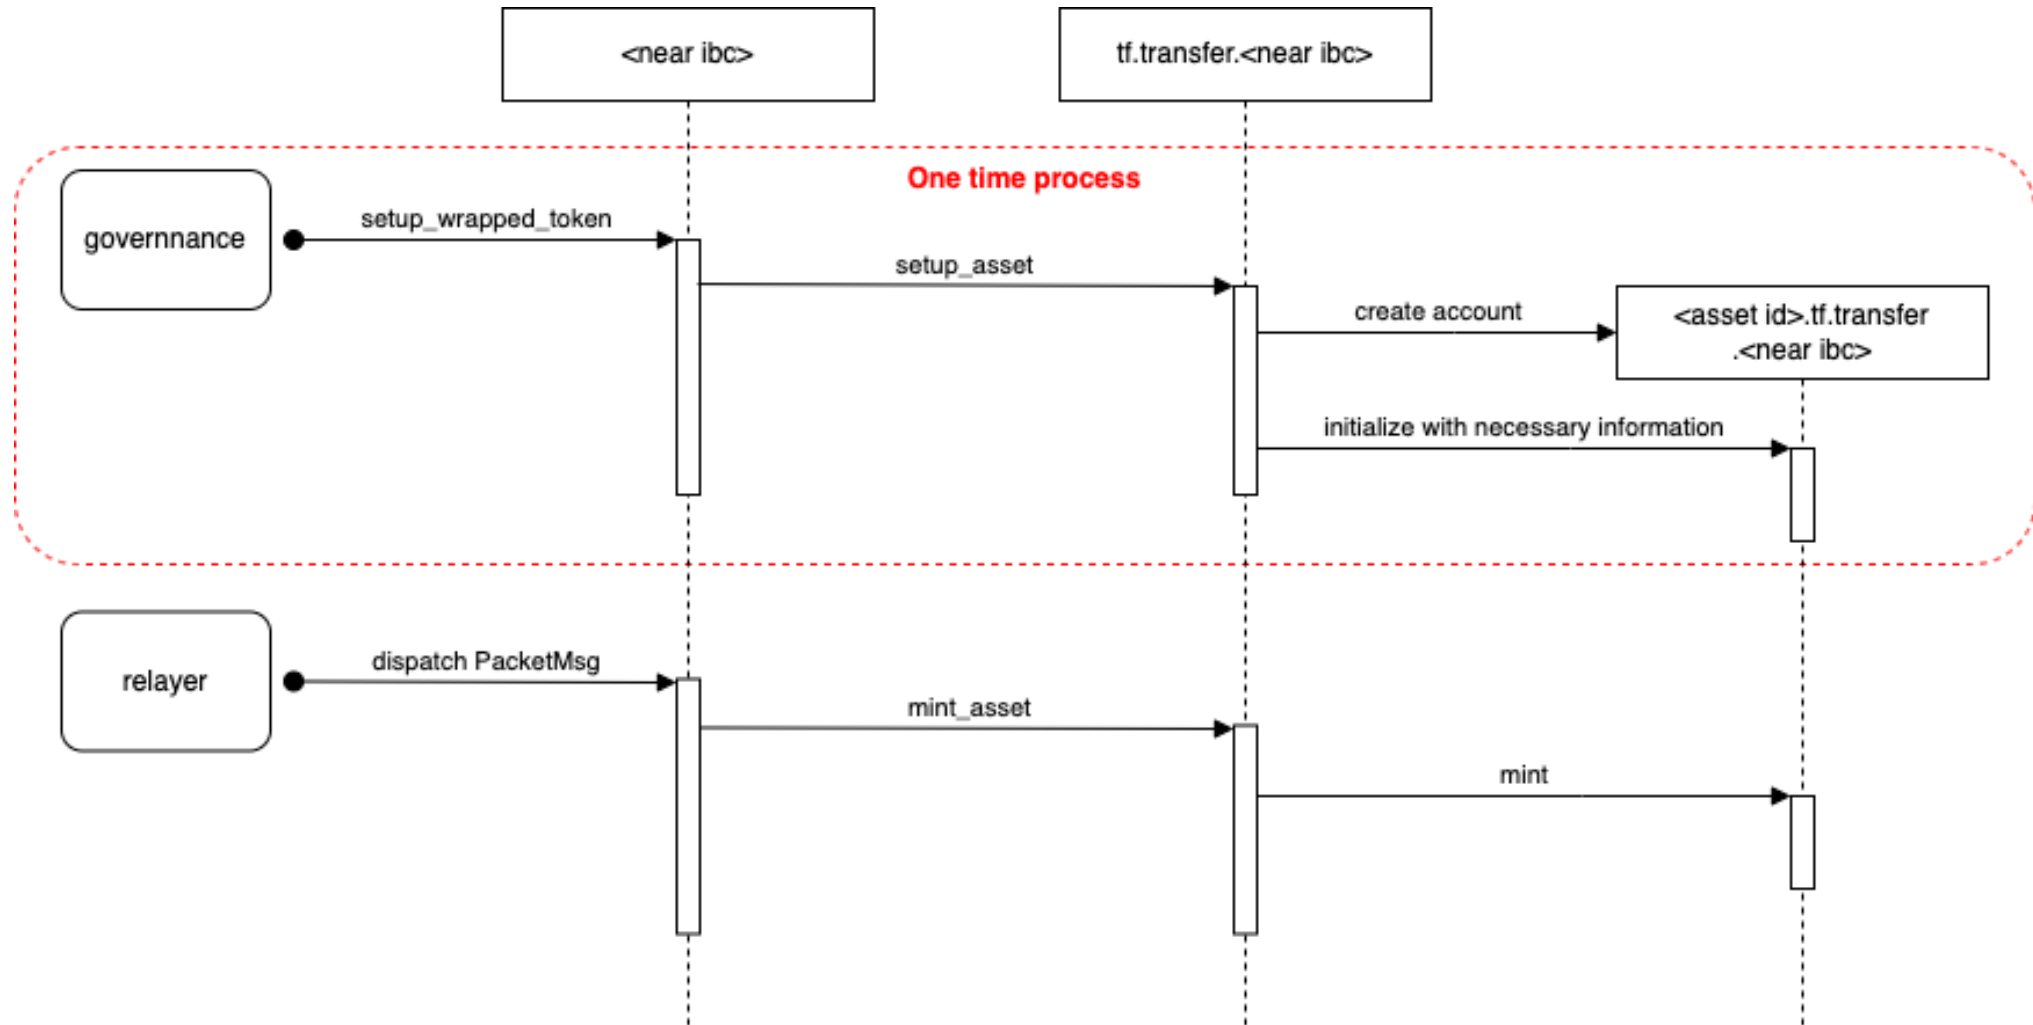 <near ibc>
tf.transfer.<near ibc>
One time process
governnance
setup_wrapped_token
setup_asset
create account
<asset id>.tf.transfer
.<near ibc>
initialize with necessary information
relayer
dispatch PacketMsg
mint_asset
mint